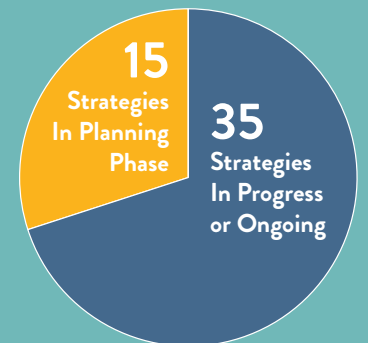 15
Strategies
In Planning
Phase
35
Strategies
In Progress
or Ongoing